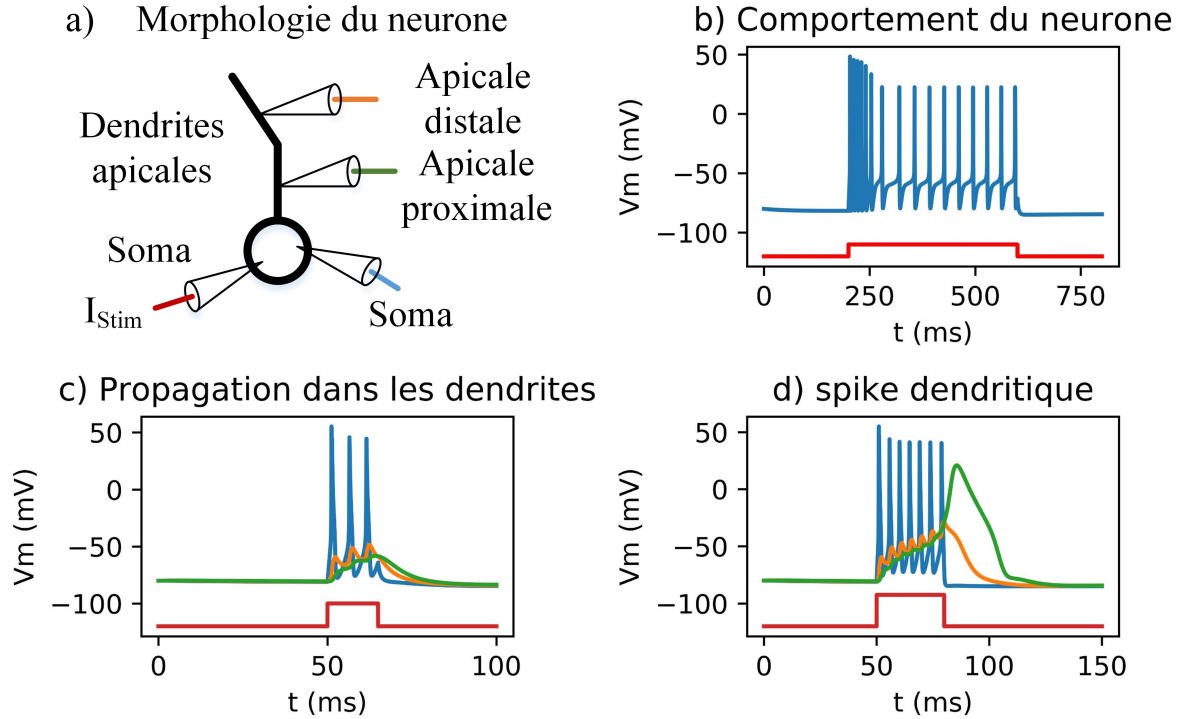 a) Morphologie du neurone
Apicale
distale
Dendrites
apicales
Apicale
proximale
Soma
I_Stim
Soma
b) Comportement du neurone
50
0
−50
−100
Vm (mV)
0 250 500 750
t (ms)
c) Propagation dans les dendrites
50
0
−50
−100
Vm (mV)
0 50 100
t (ms)
d) spike dendritique
50
0
−50
−100
Vm (mV)
0 50 100 150
t (ms)